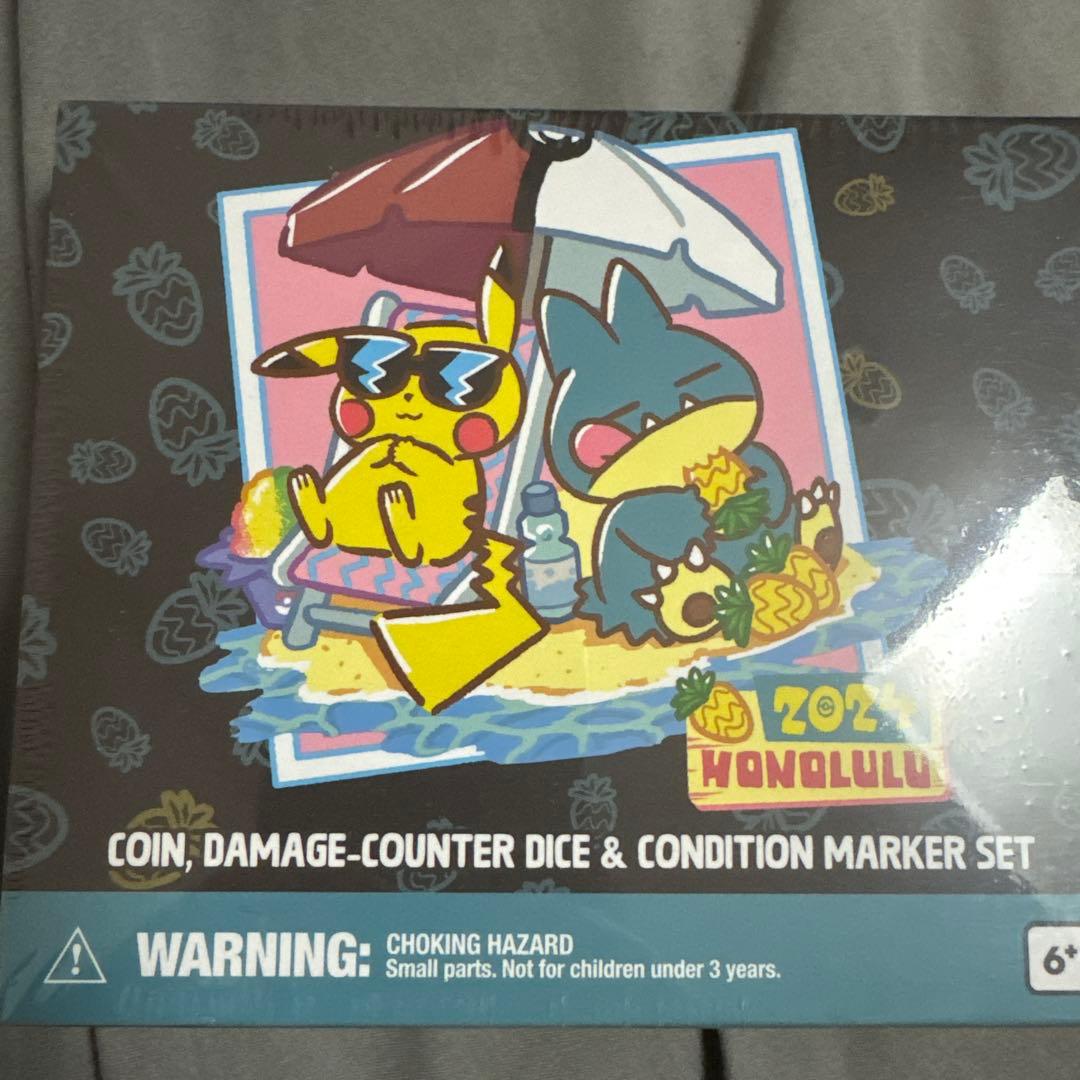 2024
HONOLULU
COIN, DAMAGE-COUNTER DICE & CONDITION MARKER SET
WARNING: CHOKING HAZARD
Small parts. Not for children under 3 years.
6+